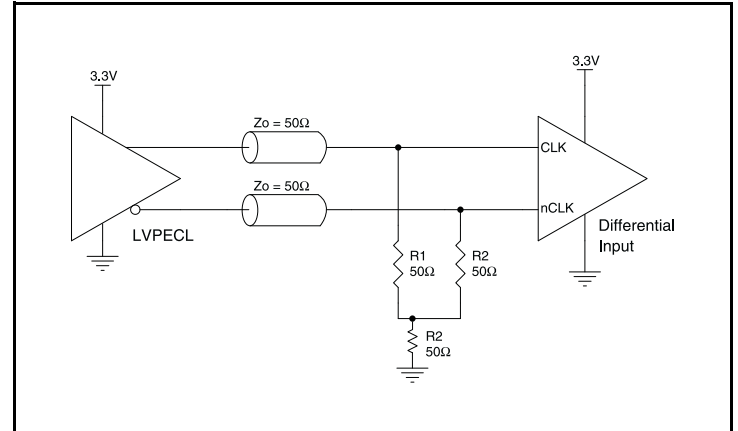 3.3V
3.3V
Zo = 50Ω
CLK
Zo = 50Ω
nCLK
LVPECL
Differential
Input
R1
50Ω
R2
50Ω
R2
50Ω